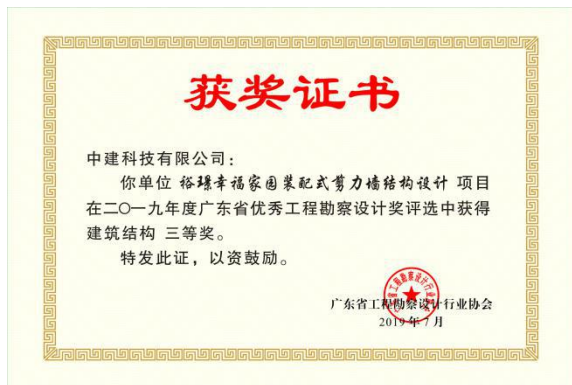 获奖证书
中建科技有限公司：
你单位 裕璟幸福家园装配式剪力墙结构设计 项目
在二〇一九年度广东省优秀工程勘察设计奖评选中获得
建筑结构 三等奖。
特发此证，以资鼓励。
广东省工程勘察设计行业协会
2019年7月